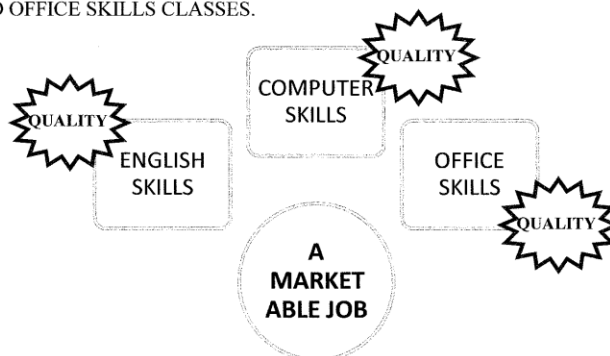 OFFICE SKILLS CLASSES.
QUALITY
COMPUTER
SKILLS
QUALITY
ENGLISH
SKILLS
OFFICE
SKILLS
QUALITY
A
MARKET
ABLE JOB